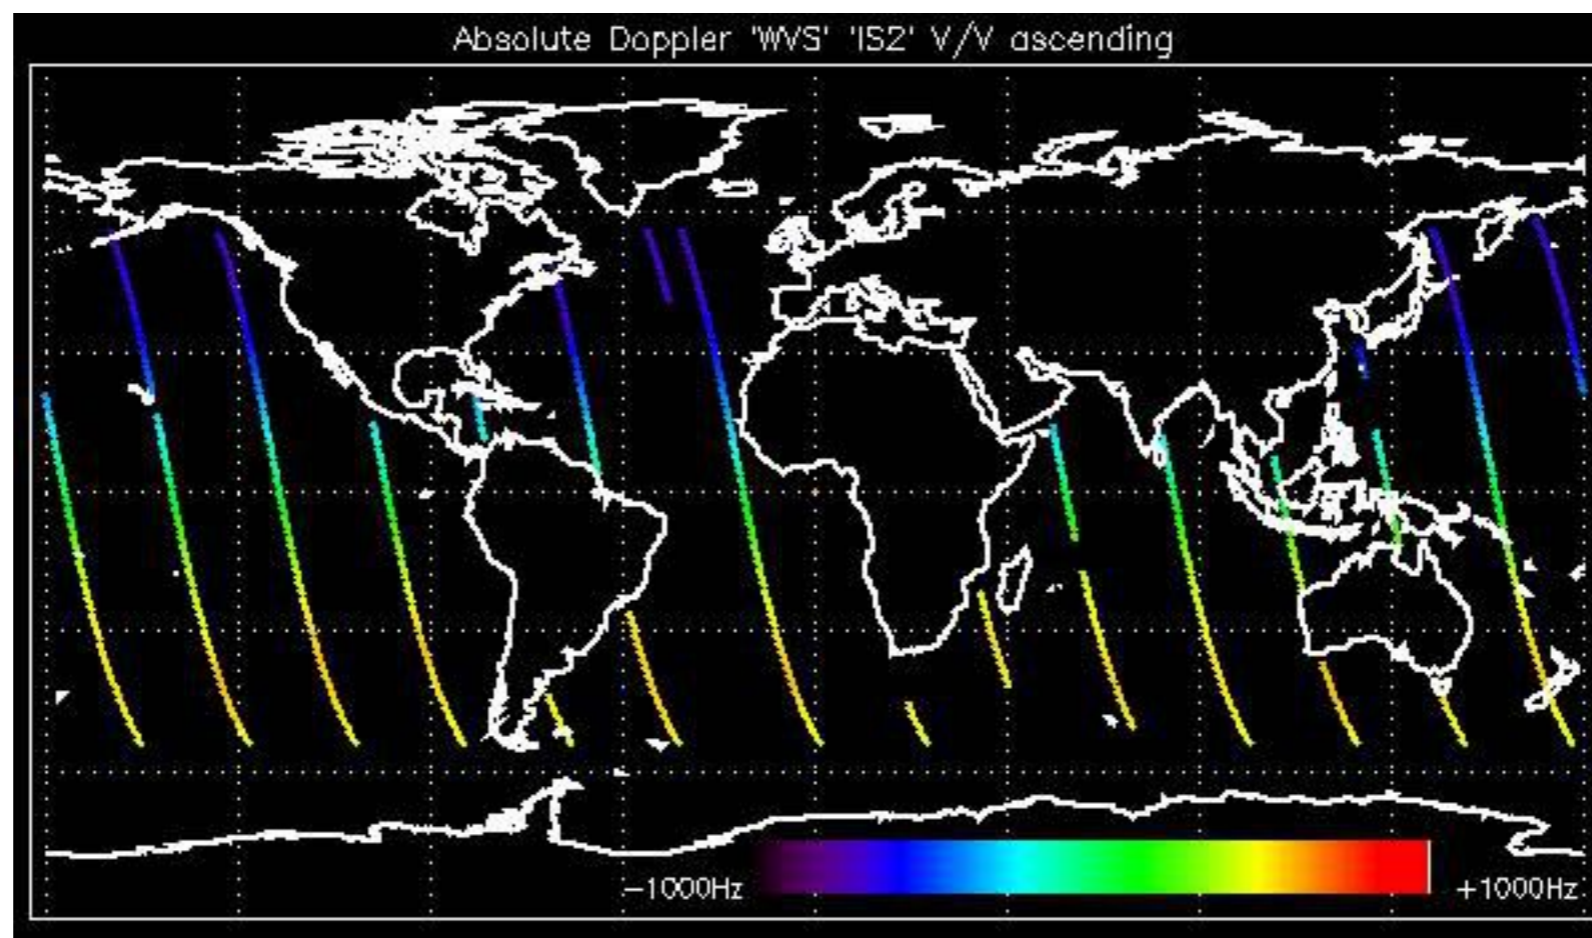 Absolute Doppler 'WVS' 'IS2' V/V ascending
−1000Hz
+1000Hz